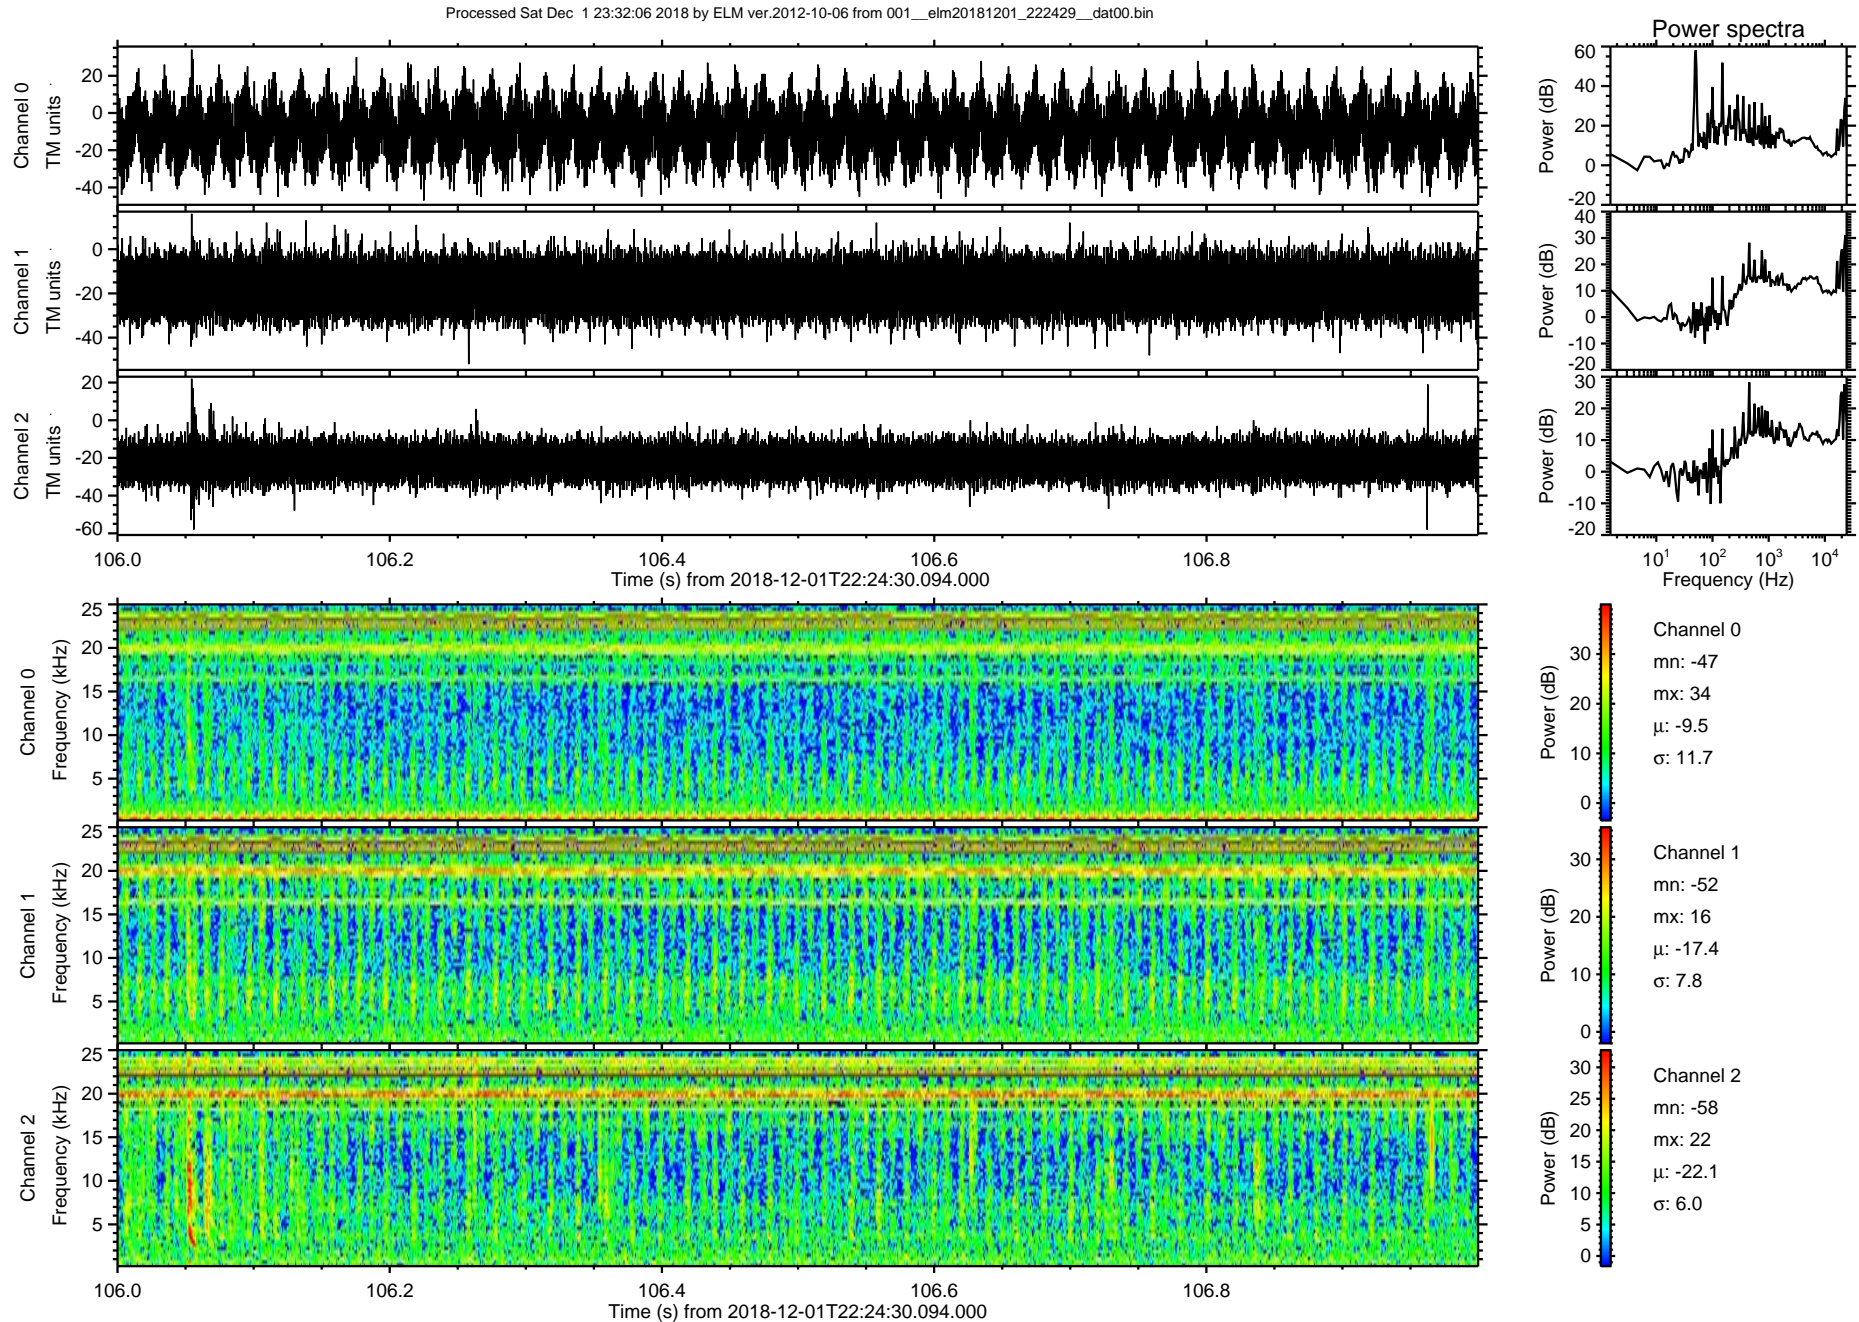 Processed Sat Dec  1 23:32:06 2018 by ELM ver.2012-10-06 from 001__elm20181201_222429__dat00.bin
Power spectra
Channel 0
TM units
20
0
-20
-40
Power (dB)
60
40
20
0
-20
Channel 1
TM units
0
-20
-40
Power (dB)
40
30
20
10
0
-10
-20
Channel 2
TM units
20
0
-20
-40
-60
Power (dB)
30
20
10
0
-10
-20
106.0 106.2 106.4 106.6 106.8
Time (s) from 2018-12-01T22:24:30.094.000
10^1 10^2 10^3 10^4
Frequency (Hz)
Channel 0
Frequency (kHz)
25
20
15
10
5
Power (dB)
30
20
10
0
Channel 0
mn: -47
mx: 34
µ: -9.5
σ: 11.7
Channel 1
Frequency (kHz)
25
20
15
10
5
Power (dB)
30
20
10
0
Channel 1
mn: -52
mx: 16
µ: -17.4
σ: 7.8
Channel 2
Frequency (kHz)
25
20
15
10
5
Power (dB)
30
25
20
15
10
5
0
Channel 2
mn: -58
mx: 22
µ: -22.1
σ: 6.0
106.0 106.2 106.4 106.6 106.8
Time (s) from 2018-12-01T22:24:30.094.000